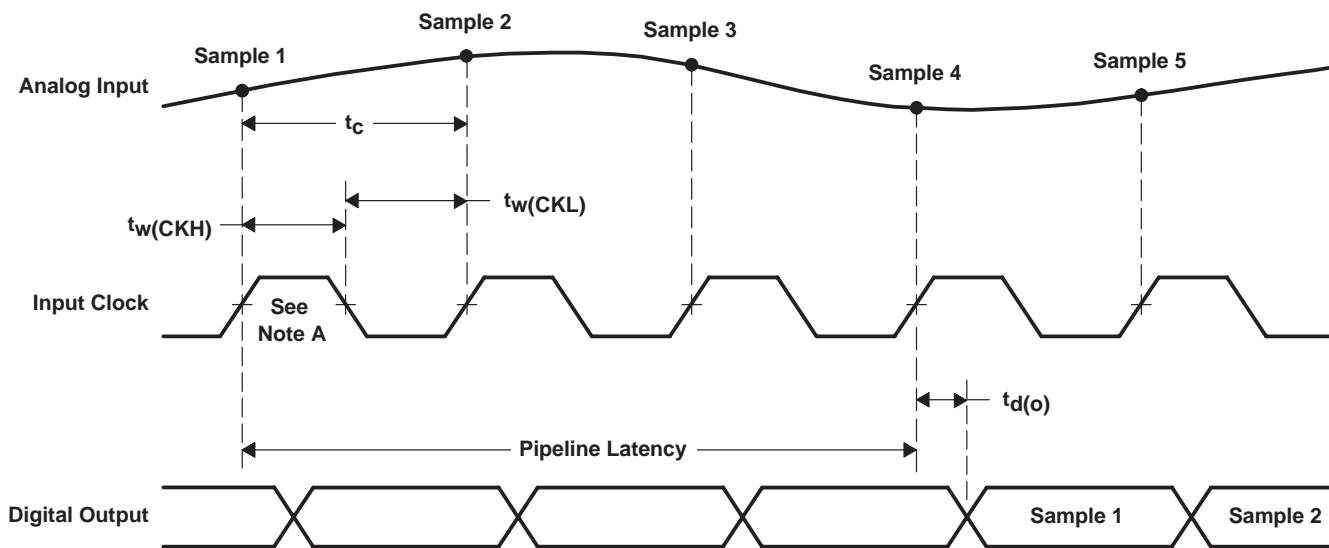 Sample 1
Sample 2
Sample 3
Sample 4
Sample 5
Analog Input
tc
tw(CKH)
tw(CKL)
Input Clock
See
Note A
td(o)
Pipeline Latency
Digital Output
Sample 1
Sample 2